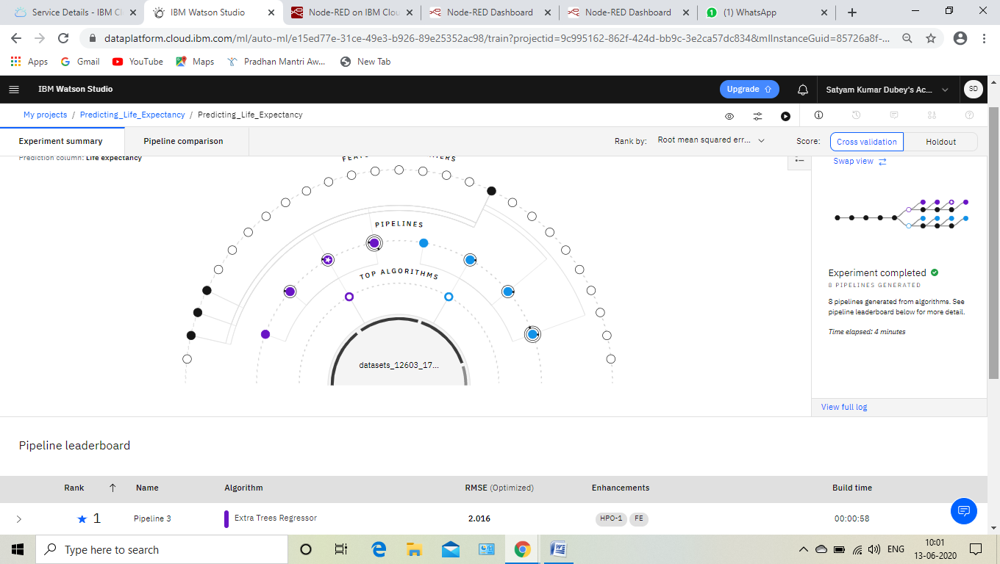 Service Details - IBM Cl
IBM Watson Studio
Node-RED on IBM Clou
Node-RED Dashboard
Node-RED Dashboard
(1) WhatsApp
dataplatform.cloud.ibm.com/ml/auto-ml/e15ed77e-31ce-49e3-b926-89e25352ac98/train?projectid=9c995162-862f-424d-bb9c-3e2ca57dc834&mlInstanceGuid=85726a8f-...
Apps
Gmail
YouTube
Maps
Pradhan Mantri Aw...
New Tab
IBM Watson Studio
Upgrade
Satyam Kumar Dubey's Ac...
SD
My projects / Predicting_Life_Expectancy / Predicting_Life_Expectancy
Experiment summary
Pipeline comparison
Rank by:
Root mean squared err...
Score:
Cross validation
Holdout
Prediction column: Life expectancy
Swap view
PIPELINES
TOP ALGORITHMS
datasets_12603_17...
Experiment completed
8 PIPELINES GENERATED
8 pipelines generated from algorithms. See
pipeline leaderboard below for more detail.
Time elapsed: 4 minutes
View full log
Pipeline leaderboard
Rank
Name
Algorithm
RMSE (Optimized)
Enhancements
Build time
1
Pipeline 3
Extra Trees Regressor
2.016
HPO-1
FE
00:00:58
Type here to search
ENG
10:01
13-06-2020